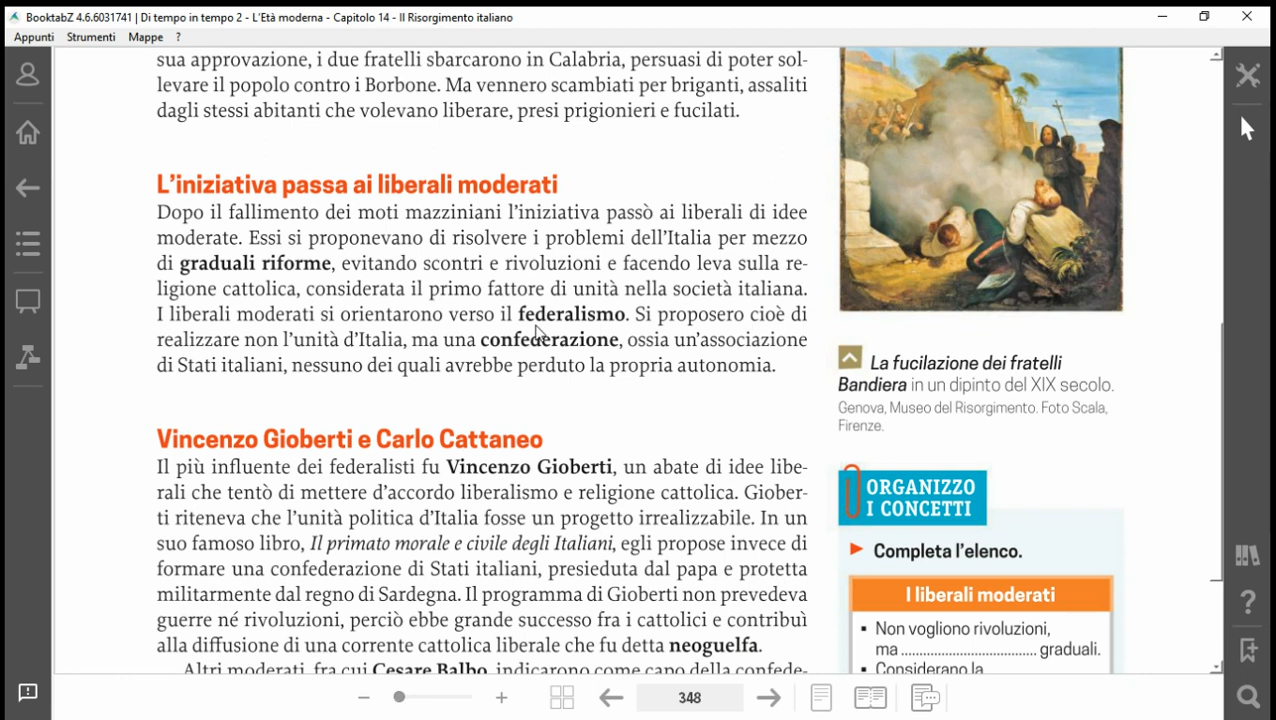 BooktabZ 4.6.6031741 | Di tempo in tempo 2 - L'Età moderna - Capitolo 14 - Il Risorgimento italiano
Appunti Strumenti Mappe ?
sua approvazione, i due fratelli sbarcarono in Calabria, persuasi di poter sol-
levare il popolo contro i Borbone. Ma vennero scambiati per briganti, assaliti
dagli stessi abitanti che volevano liberare, presi prigionieri e fucilati.
L'iniziativa passa ai liberali moderati
Dopo il fallimento dei moti mazziniani l'iniziativa passò ai liberali di idee
moderate. Essi si proponevano di risolvere i problemi dell'Italia per mezzo
di graduali riforme, evitando scontri e rivoluzioni e facendo leva sulla re-
ligione cattolica, considerata il primo fattore di unità nella società italiana.
I liberali moderati si orientarono verso il federalismo. Si proposero cioè di
realizzare non l'unità d'Italia, ma una confederazione, ossia un'associazione
di Stati italiani, nessuno dei quali avrebbe perduto la propria autonomia.
Vincenzo Gioberti e Carlo Cattaneo
Il più influente dei federalisti fu Vincenzo Gioberti, un abate di idee libe-
rali che tentò di mettere d'accordo liberalismo e religione cattolica. Giober-
ti riteneva che l'unità politica d'Italia fosse un progetto irrealizzabile. In un
suo famoso libro, Il primato morale e civile degli Italiani, egli propose invece di
formare una confederazione di Stati italiani, presieduta dal papa e protetta
militarmente dal regno di Sardegna. Il programma di Gioberti non prevedeva
guerre né rivoluzioni, perciò ebbe grande successo fra i cattolici e contribuì
alla diffusione di una corrente cattolica liberale che fu detta neoguelfa.
Altri moderati, fra cui Cesare Balbo, indicarono come capo della confede-
La fucilazione dei fratelli
Bandiera in un dipinto del XIX secolo.
Genova, Museo del Risorgimento. Foto Scala,
Firenze.
ORGANIZZO
I CONCETTI
Completa l'elenco.
I liberali moderati
▪ Non vogliono rivoluzioni,
ma .................................... graduali.
▪ Considerano la
348